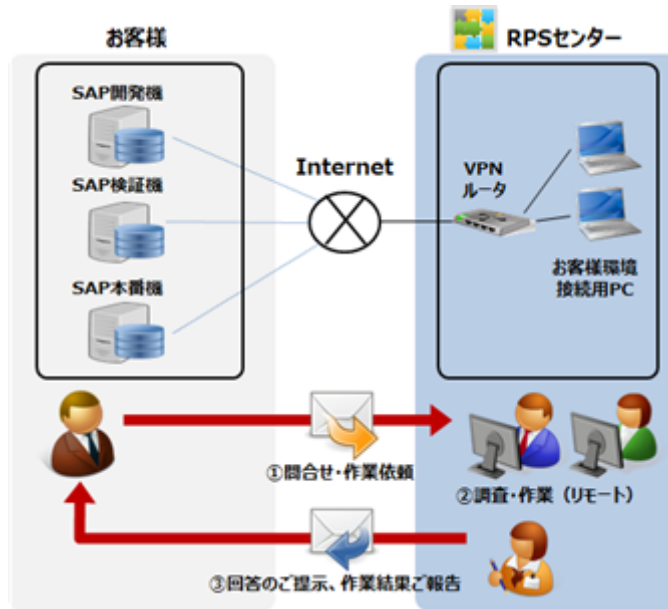 お客様
RPSセンター
SAP開発機
SAP検証機
SAP本番機
Internet
VPN
ルータ
お客様環境
接続用PC
①問合せ・作業依頼
②調査・作業（リモート）
③回答のご提示、作業結果ご報告